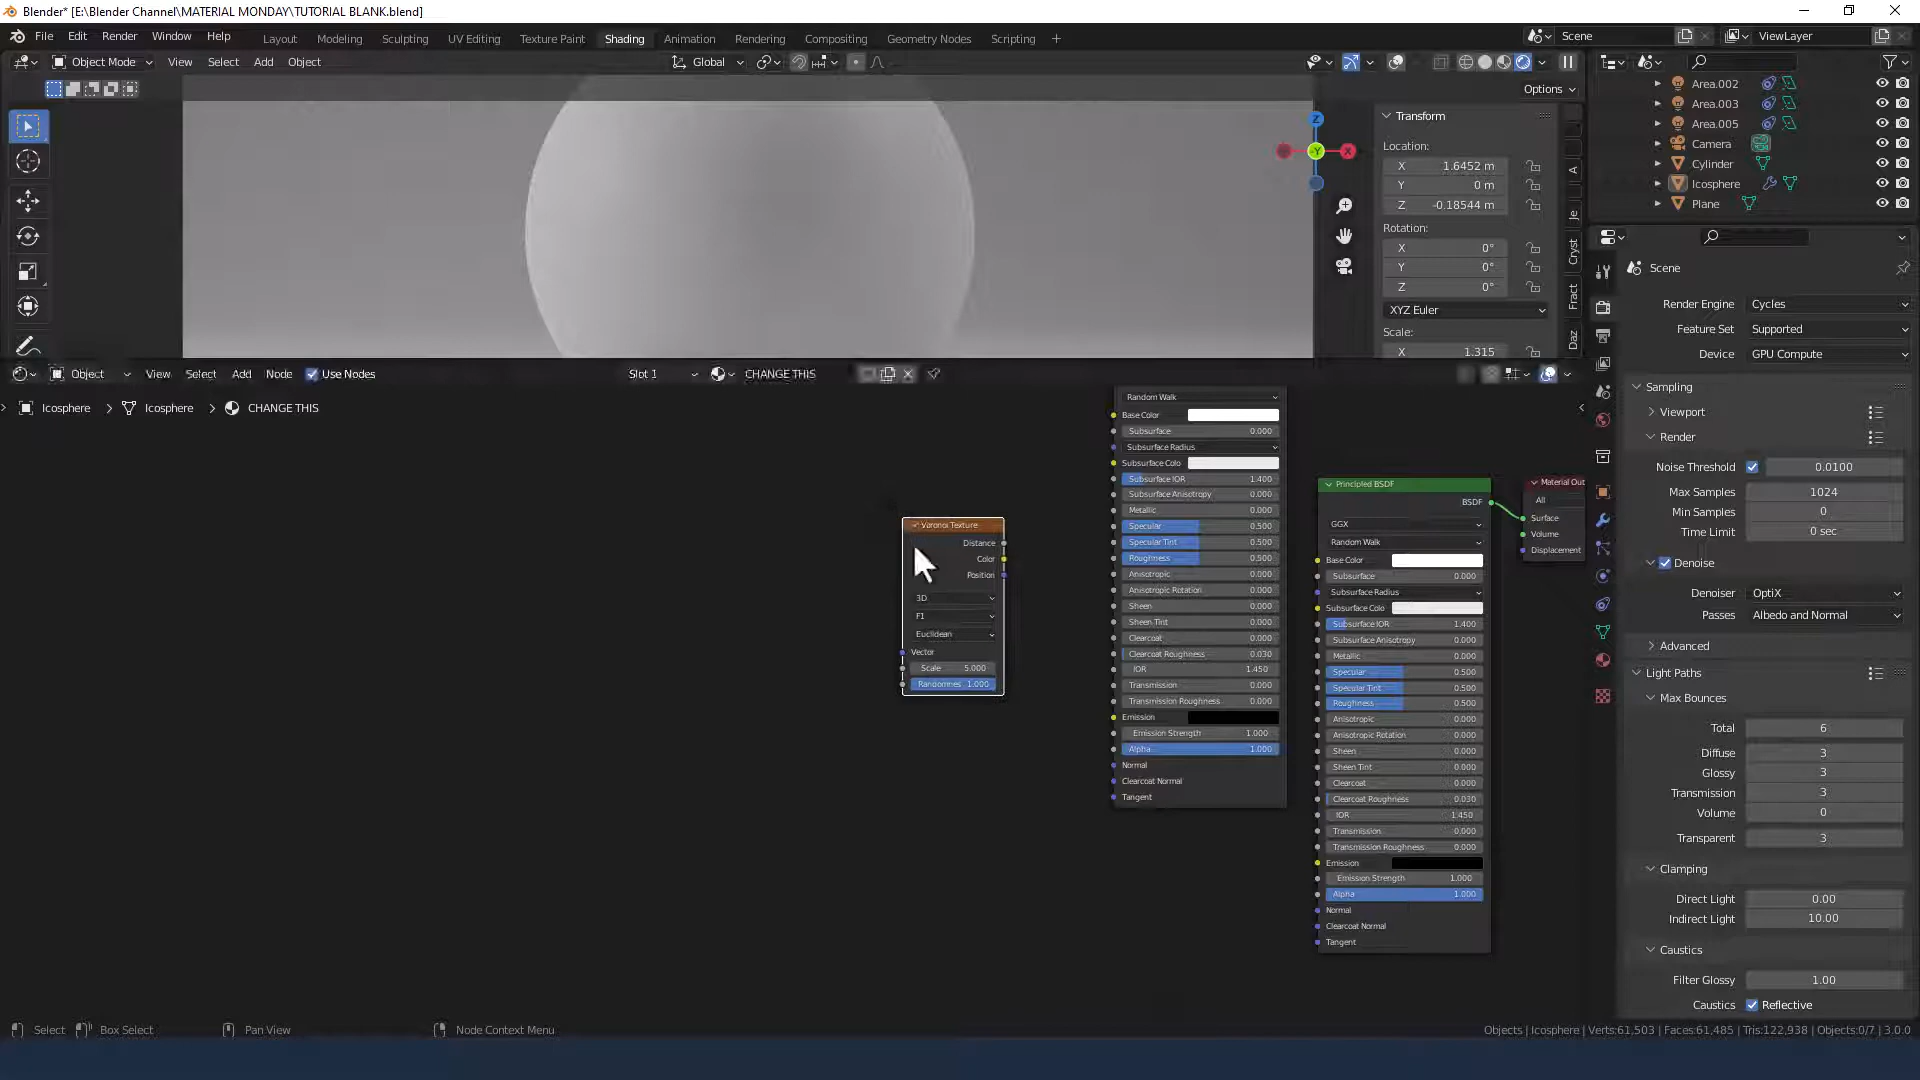 Blender* [E:\Blender Channel\MATERIAL MONDAY\TUTORIAL BLANK.blend]
File Edit Render Window Help
Layout Modeling Sculpting UV Editing Texture Paint Shading Animation Rendering Compositing Geometry Nodes Scripting +
Scene
ViewLayer
Object Mode View Select Add Object
Global
Options
Transform
Location:
X 1.6452 m
Y 0 m
Z -0.18544 m
Rotation:
X 0°
Y 0°
Z 0°
XYZ Euler
Scale:
X 1.315
Z
Y
X
A
Je
Cryst
Fract
Daz
Area.002
Area.003
Area.005
Camera
Cylinder
Icosphere
Plane
Object View Select Add Node Use Nodes
Slot 1
CHANGE THIS
Icosphere > Icosphere > CHANGE THIS
Voronoi Texture
Distance
Color
Position
3D
F1
Euclidean
Vector
Scale 5.000
Randomnes 1.000
Random Walk
Base Color
Subsurface 0.000
Subsurface Radius
Subsurface Colo
Subsurface IOR 1.400
Subsurface Anisotropy 0.000
Metallic 0.000
Specular 0.500
Specular Tint 0.500
Roughness 0.500
Anisotropic 0.000
Anisotropic Rotation 0.000
Sheen 0.000
Sheen Tint 0.000
Clearcoat 0.000
Clearcoat Roughness 0.030
IOR 1.450
Transmission 0.000
Transmission Roughness 0.000
Emission
Emission Strength 1.000
Alpha 1.000
Normal
Clearcoat Normal
Tangent
Principled BSDF
BSDF
GGX
Random Walk
Base Color
Subsurface 0.000
Subsurface Radius
Subsurface Colo
Subsurface IOR 1.400
Subsurface Anisotropy 0.000
Metallic 0.000
Specular 0.500
Specular Tint 0.500
Roughness 0.500
Anisotropic 0.000
Anisotropic Rotation 0.000
Sheen 0.000
Sheen Tint 0.000
Clearcoat 0.000
Clearcoat Roughness 0.030
IOR 1.450
Transmission 0.000
Transmission Roughness 0.000
Emission
Emission Strength 1.000
Alpha 1.000
Normal
Clearcoat Normal
Tangent
Material Out
All
Surface
Volume
Displacement
Scene
Render Engine Cycles
Feature Set Supported
Device GPU Compute
Sampling
Viewport
Render
Noise Threshold 0.0100
Max Samples 1024
Min Samples 0
Time Limit 0 sec
Denoise
Denoiser OptiX
Passes Albedo and Normal
Advanced
Light Paths
Max Bounces
Total 6
Diffuse 3
Glossy 3
Transmission 3
Volume 0
Transparent 3
Clamping
Direct Light 0.00
Indirect Light 10.00
Caustics
Filter Glossy 1.00
Caustics Reflective
Select Box Select Pan View Node Context Menu
Objects | Icosphere | Verts:61,503 | Faces:61,485 | Tris:122,938 | Objects:0/7 | 3.0.0